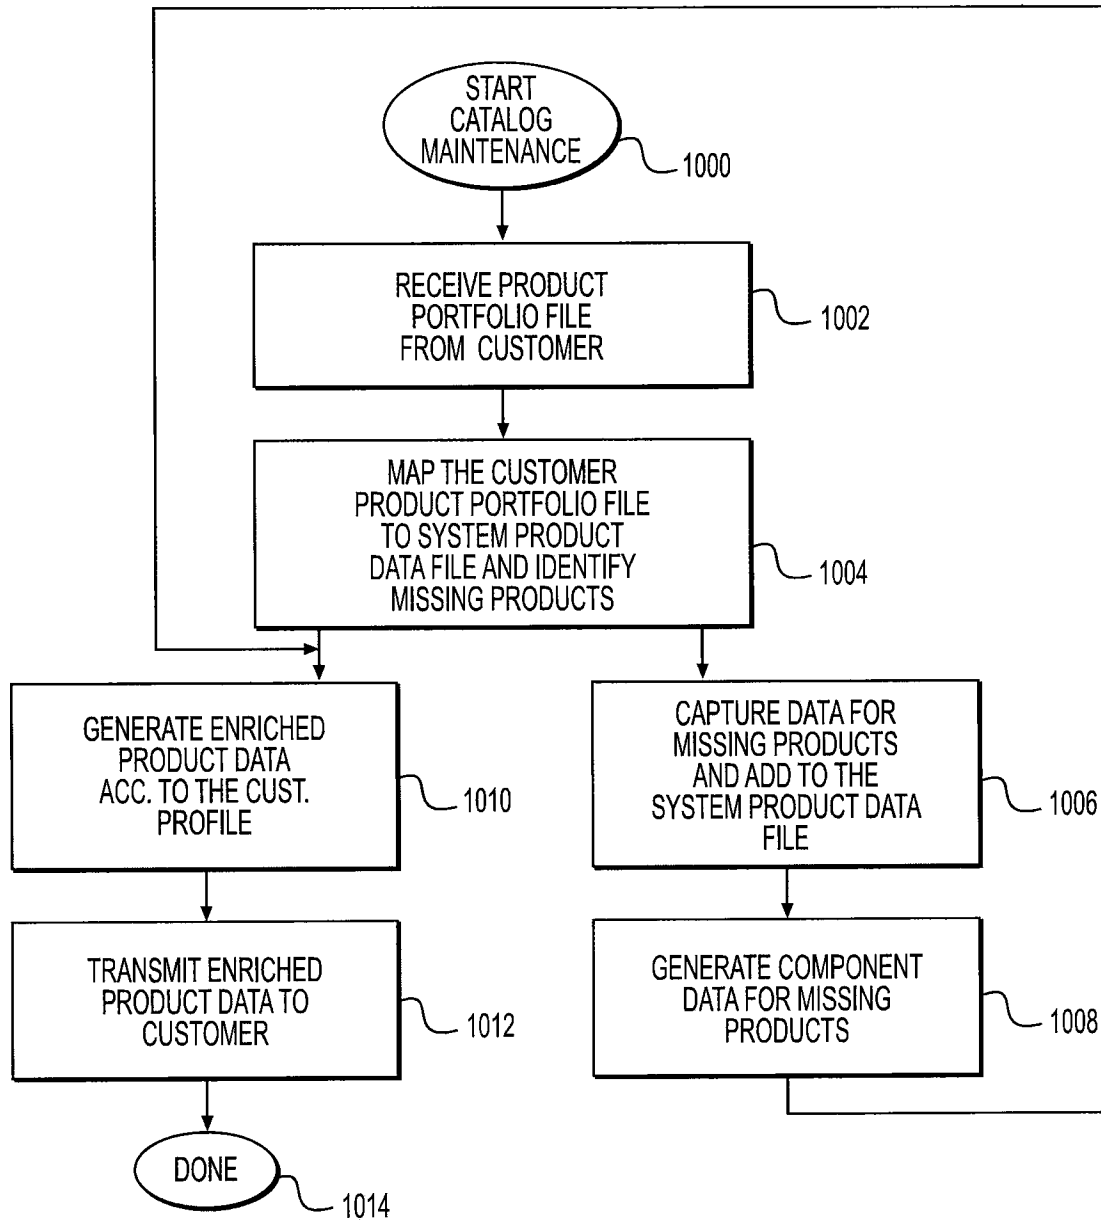 START
CATALOG
MAINTENANCE
1000
RECEIVE PRODUCT
PORTFOLIO FILE
FROM CUSTOMER
1002
MAP THE CUSTOMER
PRODUCT PORTFOLIO FILE
TO SYSTEM PRODUCT
DATA FILE AND IDENTIFY
MISSING PRODUCTS
1004
GENERATE ENRICHED
PRODUCT DATA
ACC. TO THE CUST.
PROFILE
1010
CAPTURE DATA FOR
MISSING PRODUCTS
AND ADD TO THE
SYSTEM PRODUCT DATA
FILE
1006
TRANSMIT ENRICHED
PRODUCT DATA TO
CUSTOMER
1012
GENERATE COMPONENT
DATA FOR MISSING
PRODUCTS
1008
DONE
1014